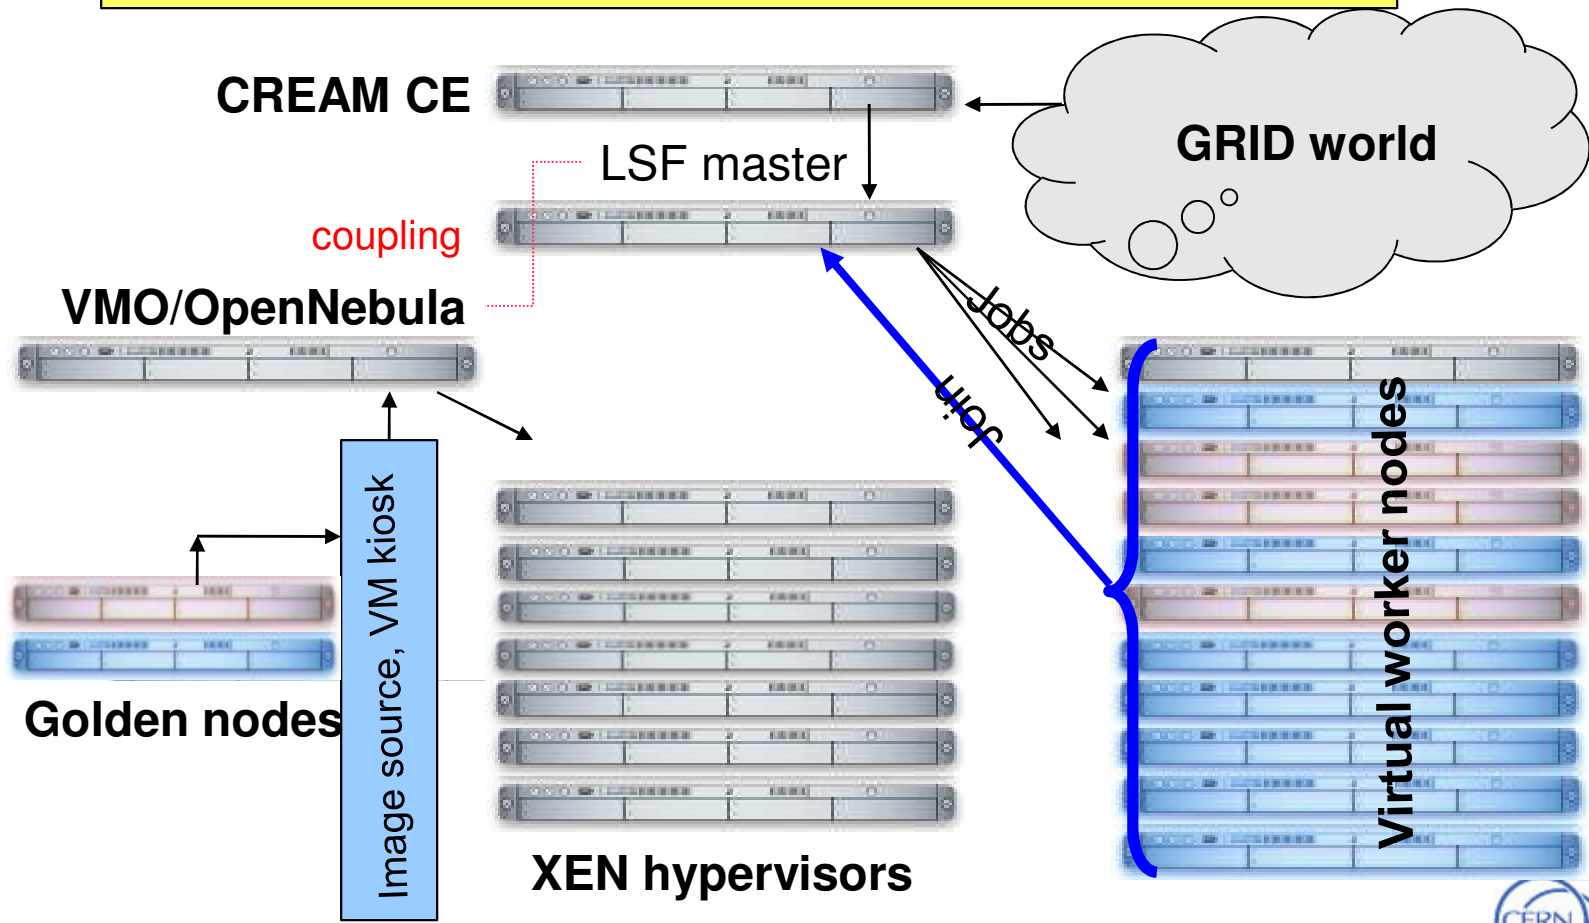 CREAM CE
GRID world
LSF master
coupling
VMO/OpenNebula
Jobs
Join
Image source, VM kiosk
Virtual worker nodes
Golden nodes
XEN hypervisors
CERN